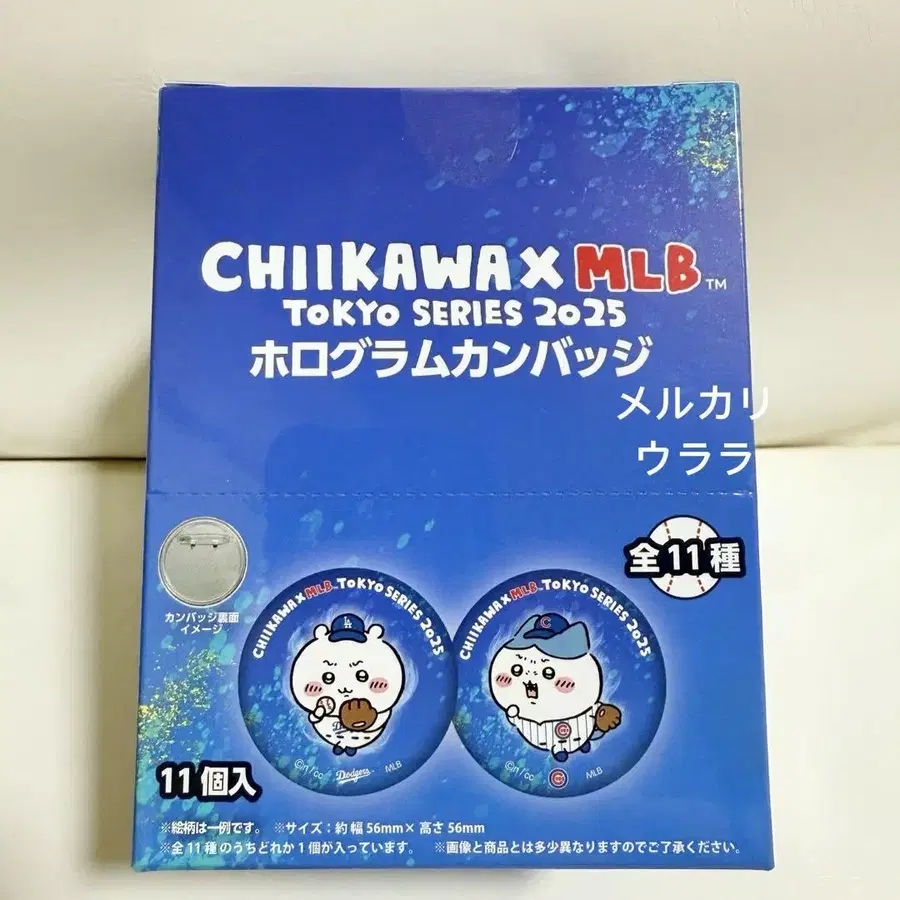 CHIIKAWA X MLB™
TOKYO SERIES 2025
ホログラムカンバッジ
メルカリ
ウララ
全11種
カンバッジ裏面
イメージ
CHIIKAWA X MLB TOKYO SERIES 2025
LA
©n/cc Dodgers MLB
CHIIKAWA X MLB TOKYO SERIES 2025
C
©n/cc MLB
11個入
※絵柄は一例です。 ※サイズ：約 幅56mm× 高さ56mm
※全11種のうちどれか1個が入っています。 ※画像と商品とは多少異なりますのでご了承ください。